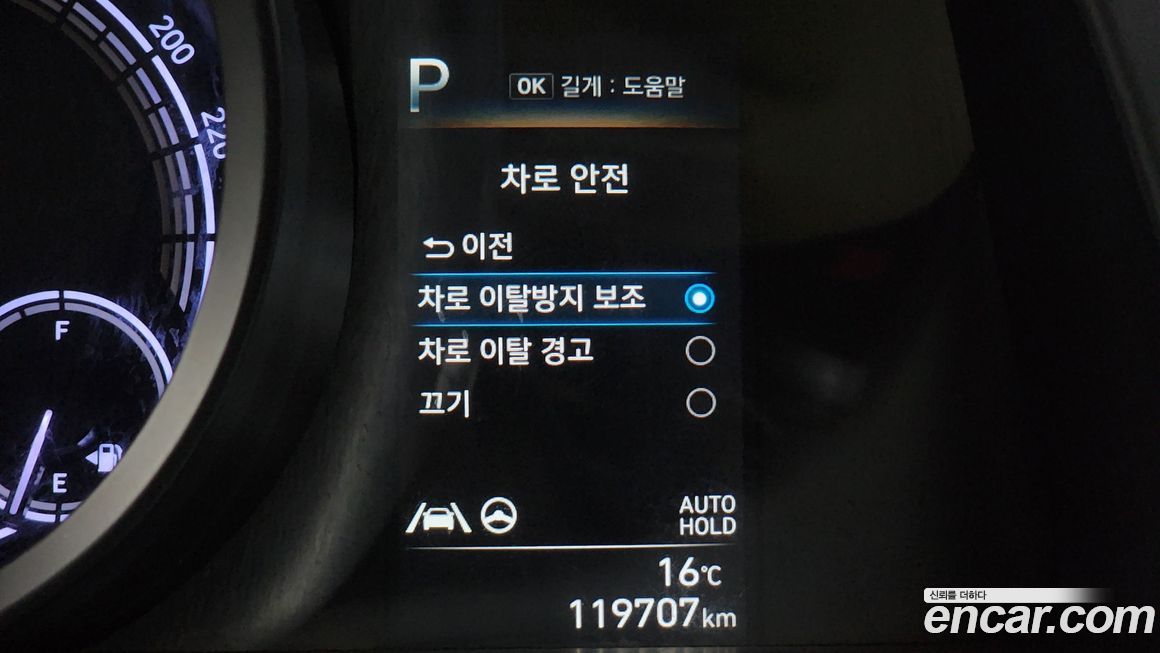 200
220
F
E
P
OK 길게 : 도움말
차로 안전
이전
차로 이탈방지 보조
차로 이탈 경고
끄기
AUTO
HOLD
16℃
119707 km
신뢰를 더하다
encar.com